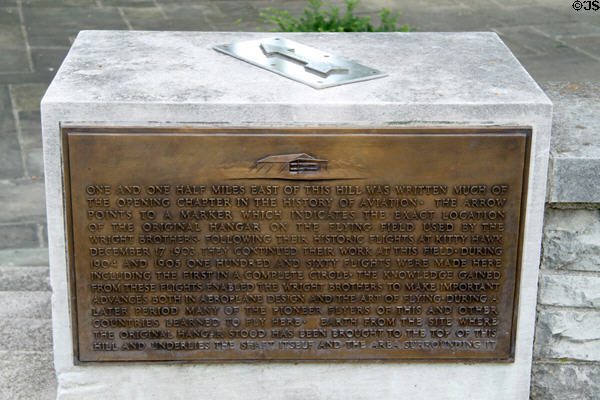 ©JS
ONE AND ONE HALF MILES EAST OF THIS HILL WAS WRITTEN MUCH OF
THE OPENING CHAPTER IN THE HISTORY OF AVIATION · THE ARROW
POINTS TO A MARKER WHICH INDICATES THE EXACT LOCATION
OF THE ORIGINAL HANGAR ON THE FLYING FIELD USED BY THE
WRIGHT BROTHERS · FOLLOWING THEIR HISTORIC FLIGHTS AT KITTY HAWK
DECEMBER 17 1903 THEY CONTINUED THEIR WORK AT THIS FIELD · DURING
1904 AND 1905 ONE HUNDRED AND SIXTY FLIGHTS WERE MADE HERE
INCLUDING THE FIRST IN A COMPLETE CIRCLE · THE KNOWLEDGE GAINED
FROM THESE FLIGHTS ENABLED THE WRIGHT BROTHERS TO MAKE IMPORTANT
ADVANCES BOTH IN AEROPLANE DESIGN AND THE ART OF FLYING · DURING A
LATER PERIOD MANY OF THE PIONEER FLYERS OF THIS AND OTHER
COUNTRIES LEARNED TO FLY HERE · EARTH FROM THE SITE WHERE
THE ORIGINAL HANGAR STOOD HAS BEEN BROUGHT TO THE TOP OF THIS
HILL AND UNDERLIES THE SHAFT ITSELF AND THE AREA SURROUNDING IT